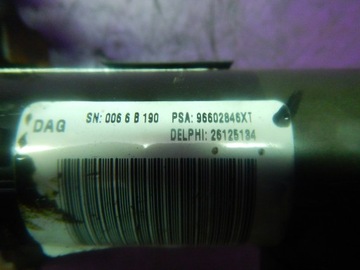 DAG SN: 006 6 B 190 PSA: 96602846XT
DELPHI: 26125134